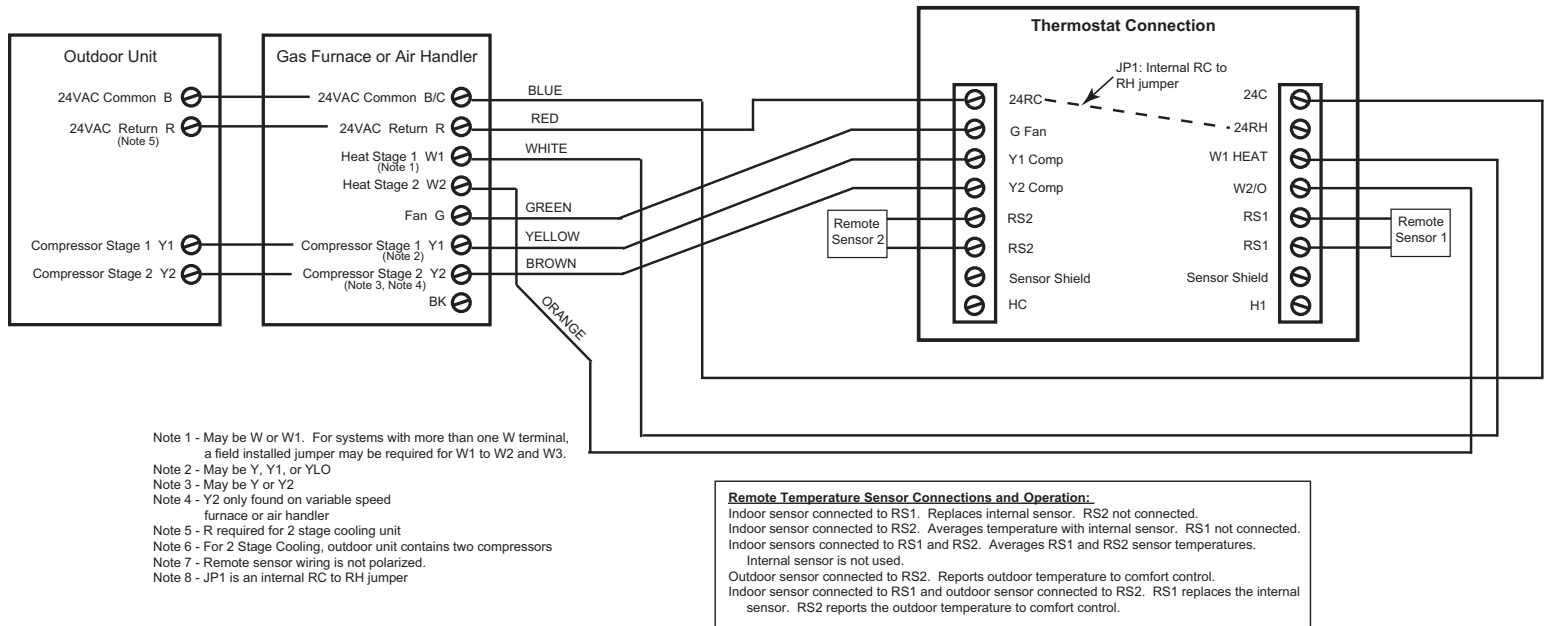 Outdoor Unit
24VAC Common B
24VAC Return R
(Note 5)
Compressor Stage 1 Y1
Compressor Stage 2 Y2
Gas Furnace or Air Handler
24VAC Common B/C
24VAC Return R
Heat Stage 1 W1
(Note 1)
Heat Stage 2 W2
Fan G
Compressor Stage 1 Y1
(Note 2)
Compressor Stage 2 Y2
(Note 3, Note 4)
BK
BLUE
RED
WHITE
GREEN
YELLOW
BROWN
ORANGE
Thermostat Connection
JP1: Internal RC to
RH jumper
24RC
G Fan
Y1 Comp
Y2 Comp
RS2
RS2
Sensor Shield
HC
24C
24RH
W1 HEAT
W2/O
RS1
RS1
Sensor Shield
H1
Remote
Sensor 2
Remote
Sensor 1
Note 1 - May be W or W1. For systems with more than one W terminal,
a field installed jumper may be required for W1 to W2 and W3.
Note 2 - May be Y, Y1, or YLO
Note 3 - May be Y or Y2
Note 4 - Y2 only found on variable speed
furnace or air handler
Note 5 - R required for 2 stage cooling unit
Note 6 - For 2 Stage Cooling, outdoor unit contains two compressors
Note 7 - Remote sensor wiring is not polarized.
Note 8 - JP1 is an internal RC to RH jumper
Remote Temperature Sensor Connections and Operation:
Indoor sensor connected to RS1. Replaces internal sensor. RS2 not connected.
Indoor sensor connected to RS2. Averages temperature with internal sensor. RS1 not connected.
Indoor sensors connected to RS1 and RS2. Averages RS1 and RS2 sensor temperatures.
Internal sensor is not used.
Outdoor sensor connected to RS2. Reports outdoor temperature to comfort control.
Indoor sensor connected to RS1 and outdoor sensor connected to RS2. RS1 replaces the internal
sensor. RS2 reports the outdoor temperature to comfort control.